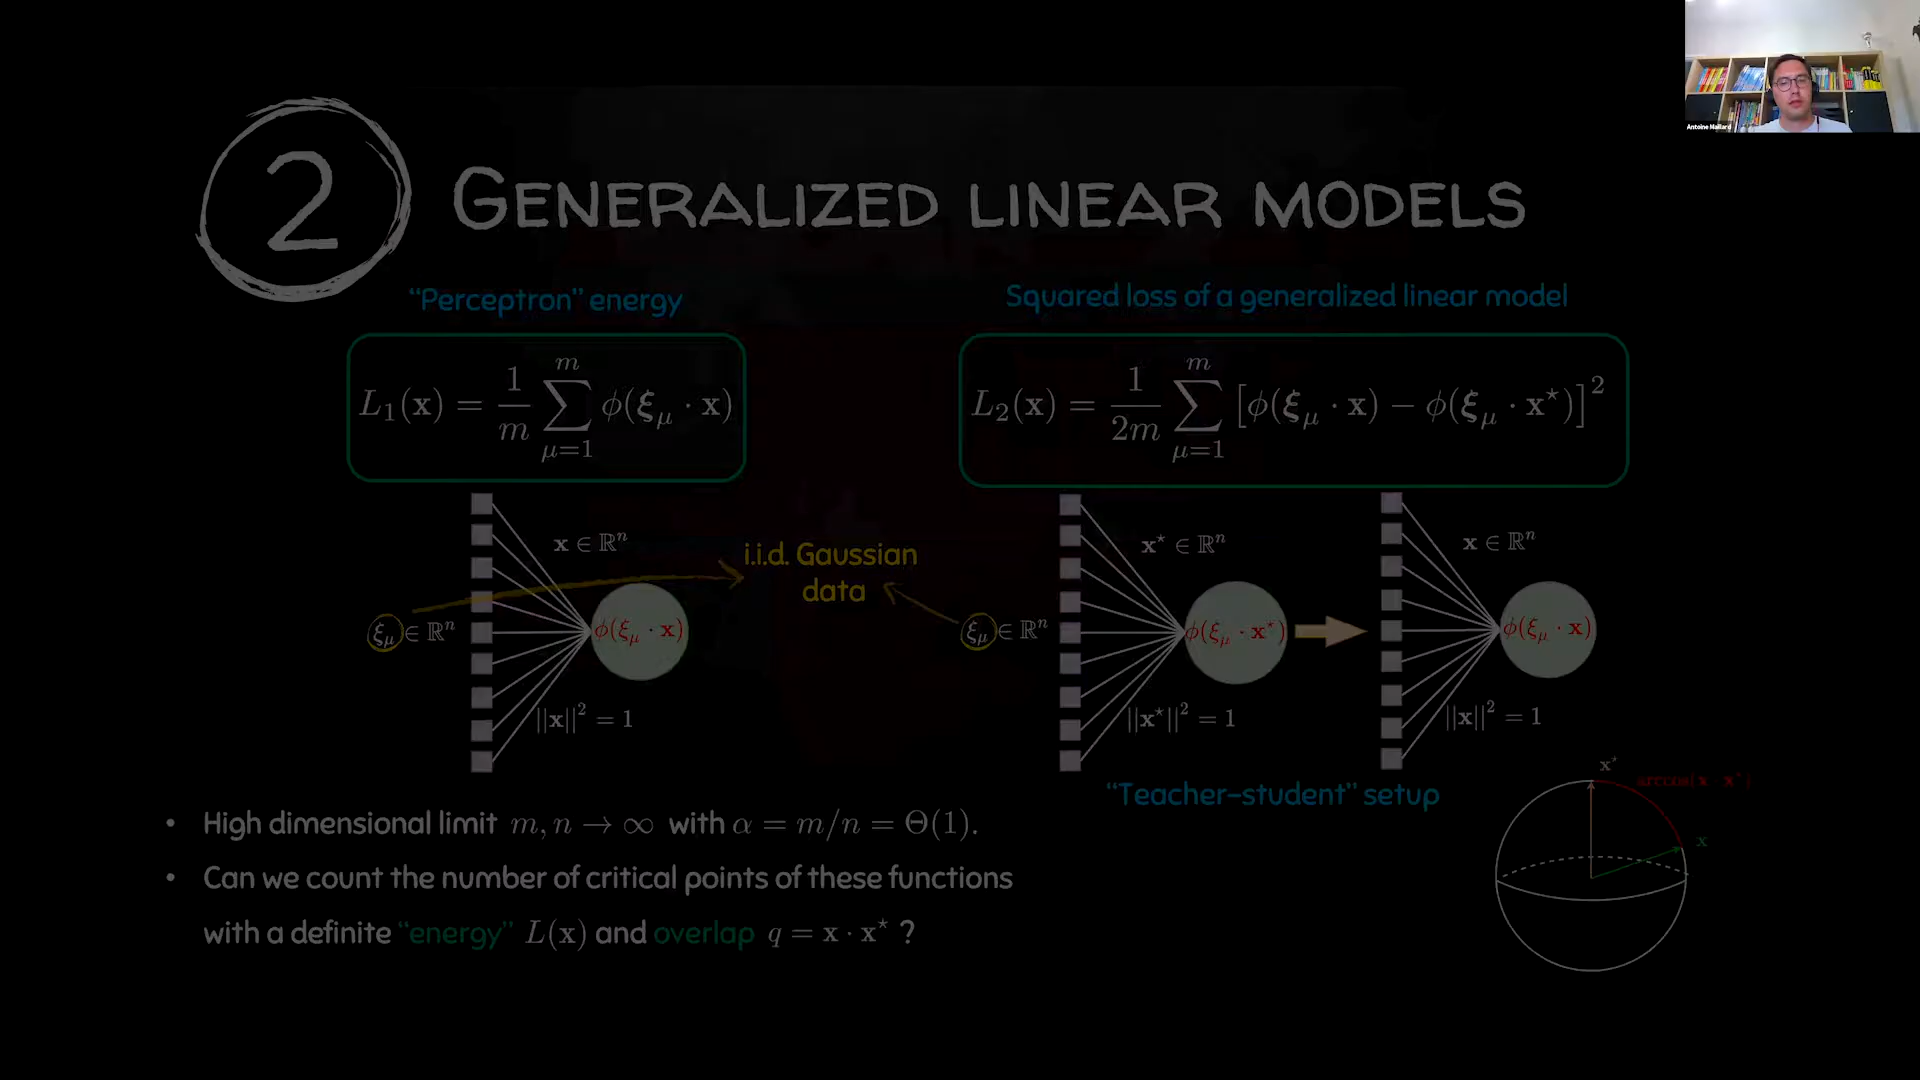 Antoine Maillard
2
GENERALIZED LINEAR MODELS
“Perceptron” energy
Squared loss of a generalized linear model
L₁(x) = 1/m ∑_{μ=1}^{m} ϕ(ξ_μ · x)
L₂(x) = 1/2m ∑_{μ=1}^{m} [ϕ(ξ_μ · x) − ϕ(ξ_μ · x⋆)]²
x ∈ ℝⁿ
i.i.d. Gaussian
data
x⋆ ∈ ℝⁿ
x ∈ ℝⁿ
ξ_μ ∈ ℝⁿ
ϕ(ξ_μ · x)
ξ_μ ∈ ℝⁿ
ϕ(ξ_μ · x⋆)
ϕ(ξ_μ · x)
||x||² = 1
||x⋆||² = 1
||x||² = 1
“Teacher-student” setup
x⋆
arccos(x · x⋆)
x
• High dimensional limit m, n → ∞ with α = m/n = Θ(1).
• Can we count the number of critical points of these functions
with a definite “energy” L(x) and overlap q = x · x⋆ ?